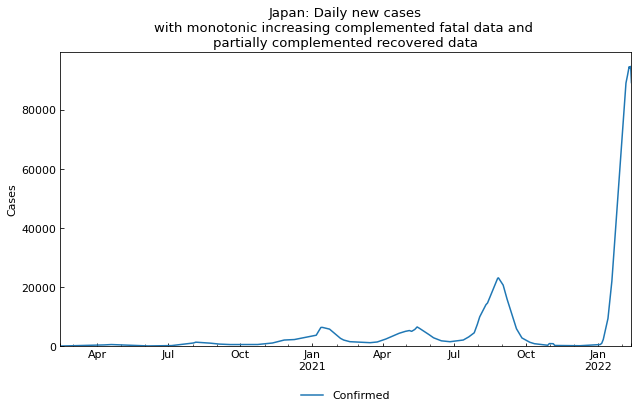 Japan: Daily new cases
with monotonic increasing complemented fatal data and
partially complemented recovered data
Cases
80000
60000
40000
20000
0
Apr
Jul
Oct
Jan
2021
Apr
Jul
Oct
Jan
2022
Confirmed